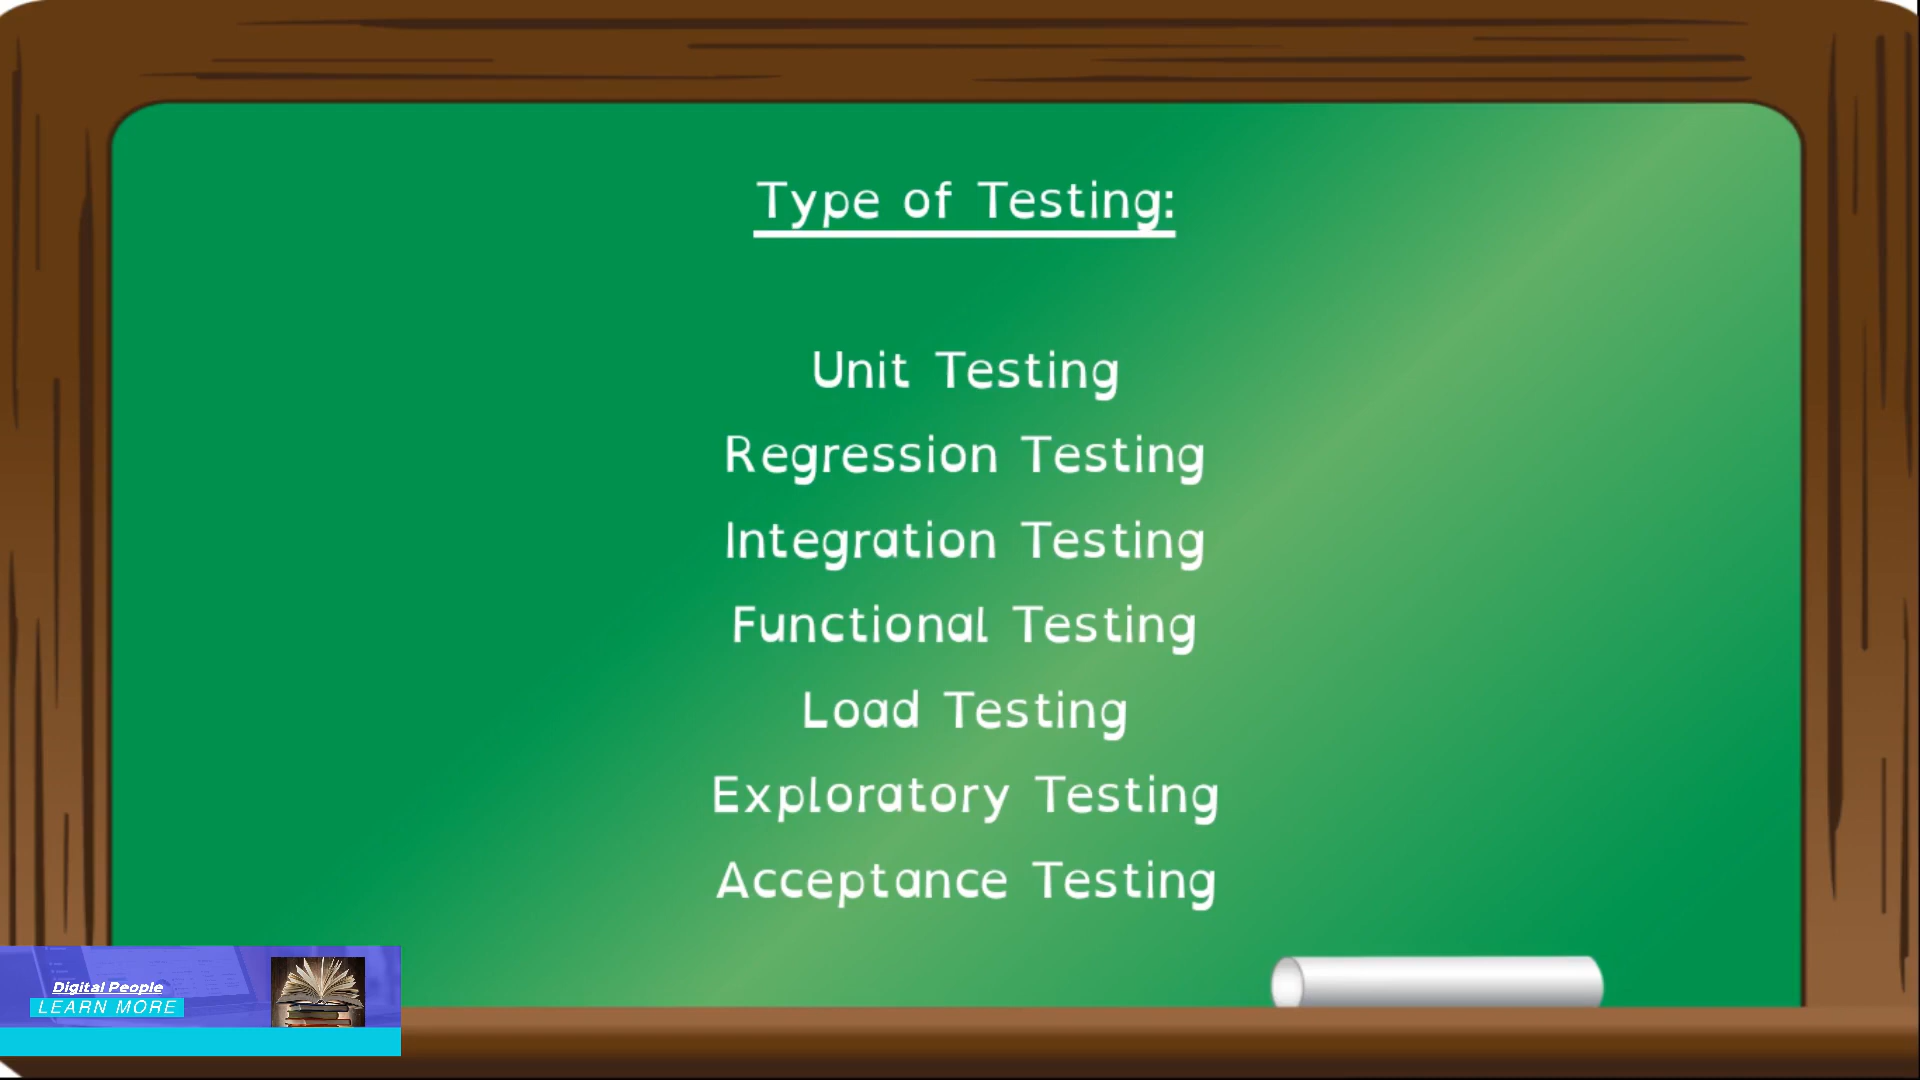 Type of Testing:
Unit Testing
Regression Testing
Integration Testing
Functional Testing
Load Testing
Exploratory Testing
Acceptance Testing
Digital People
LEARN MORE